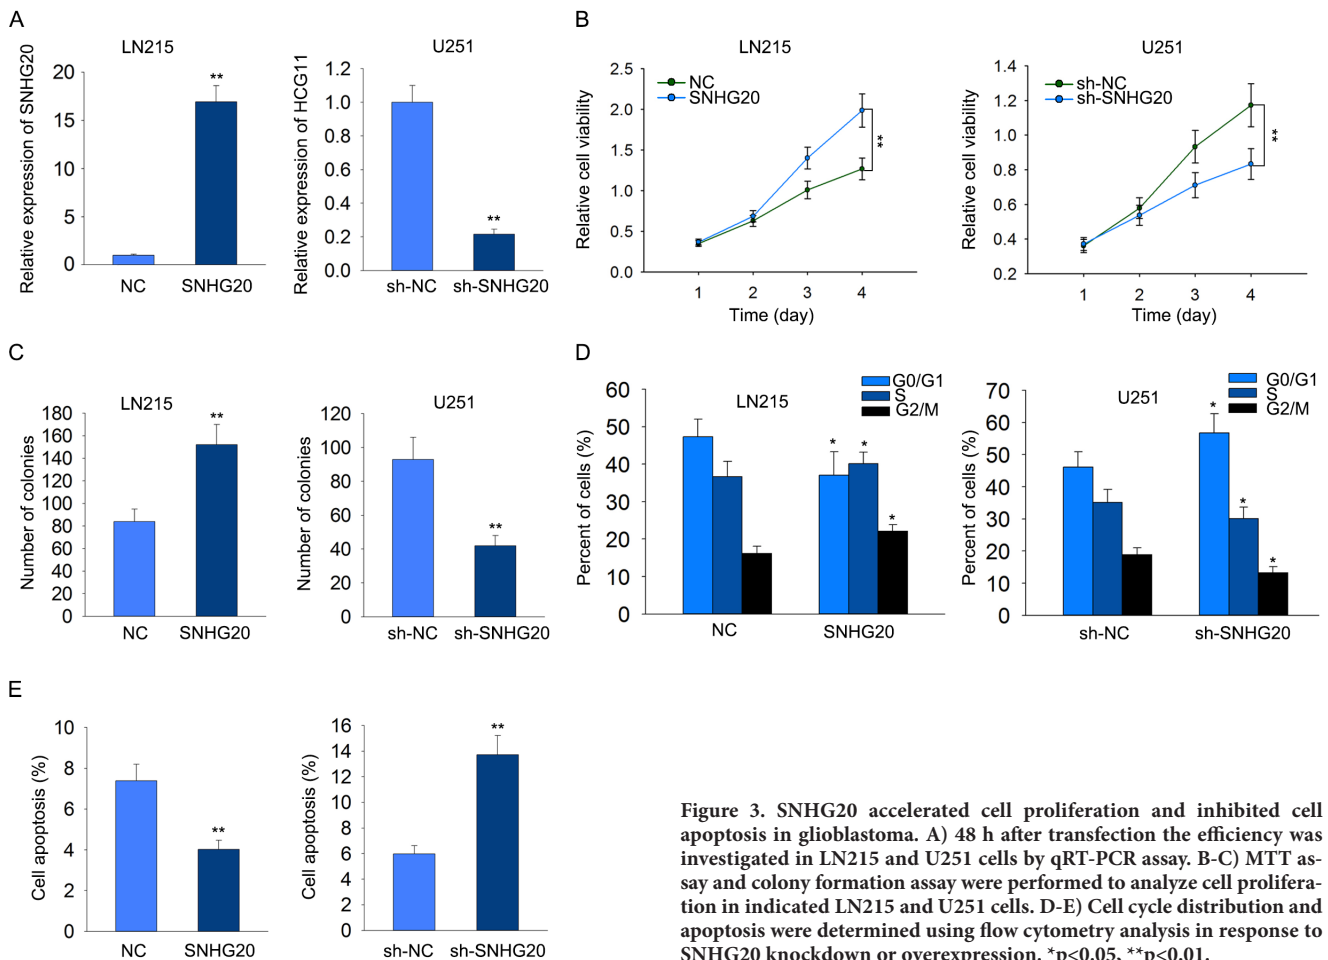 A
LN215
Relative expression of SNHG20
20
15
10
5
0
**
NC
SNHG20
U251
Relative expression of HCG11
1.2
1.0
0.8
0.6
0.4
0.2
0.0
**
sh-NC
sh-SNHG20
B
LN215
Relative cell viability
2.5
2.0
1.5
1.0
0.5
0.0
NC
SNHG20
**
1 2 3 4
Time (day)
U251
Relative cell viability
1.4
1.2
1.0
0.8
0.6
0.4
0.2
sh-NC
sh-SNHG20
**
1 2 3 4
Time (day)
C
LN215
Number of colonies
180
160
140
120
100
80
60
40
20
0
**
NC
SNHG20
U251
Number of colonies
120
100
80
60
40
20
0
**
sh-NC
sh-SNHG20
D
LN215
Percent of cells (%)
60
50
40
30
20
10
0
G0/G1
S
G2/M
*
*
*
NC
SNHG20
U251
Percent of cells (%)
70
60
50
40
30
20
10
0
G0/G1
S
G2/M
*
*
*
sh-NC
sh-SNHG20
E
Cell apoptosis (%)
10
8
6
4
2
0
**
NC
SNHG20
Cell apoptosis (%)
16
14
12
10
8
6
4
2
0
**
sh-NC
sh-SNHG20
Figure 3. SNHG20 accelerated cell proliferation and inhibited cell
apoptosis in glioblastoma. A) 48 h after transfection the efficiency was
investigated in LN215 and U251 cells by qRT-PCR assay. B-C) MTT as-
say and colony formation assay were performed to analyze cell prolifera-
tion in indicated LN215 and U251 cells. D-E) Cell cycle distribution and
apoptosis were determined using flow cytometry analysis in response to
SNHG20 knockdown or overexpression. *p<0.05, **p<0.01.